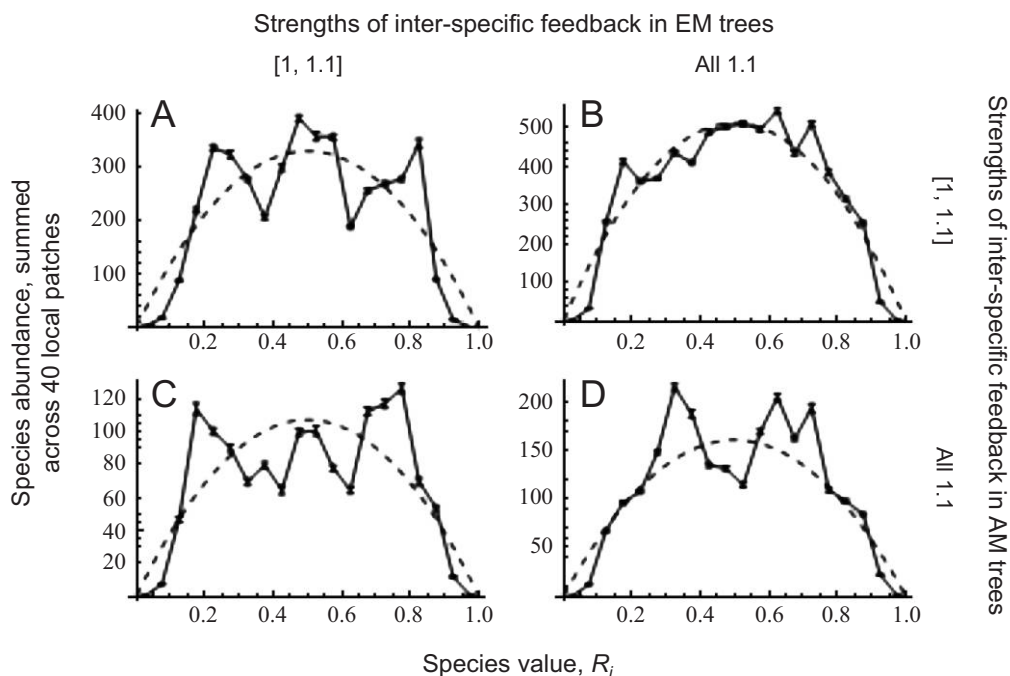 Strengths of inter-specific feedback in EM trees
[1, 1.1]
All 1.1
Species abundance, summed
across 40 local patches
A
400
300
200
100
0.2 0.4 0.6 0.8 1.0
B
500
400
300
200
100
0.2 0.4 0.6 0.8 1.0
C
120
100
80
60
40
20
0.2 0.4 0.6 0.8 1.0
D
200
150
100
50
0.2 0.4 0.6 0.8 1.0
[1, 1.1]
All 1.1
Strengths of inter-specific feedback in AM trees
Species value, R_i